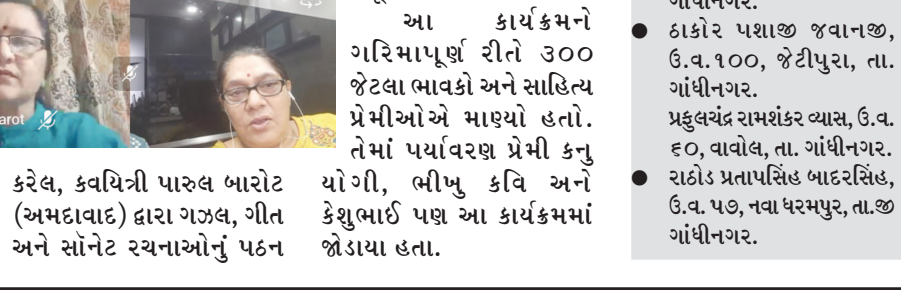 arot
કરેલ, કવયિત્રી પારુલ બારોટ
(અમદાવાદ) દ્વારા ગઝલ, ગીત
અને સૉનેટ રચનાઓનું પઠન
આ કાર્યક્રમને
ગરિમાપૂર્ણ રીતે ૩૦૦
જેટલા ભાવકો અને સાહિત્ય
પ્રેમીઓએ માણ્યો હતો.
તેમાં પર્યાવરણ પ્રેમી કનુ
યોગી, ભીખુ કવિ અને
કેશુભાઈ પણ આ કાર્યક્રમમાં
જોડાયા હતા.
ગાંધીનગર.
● ઠાકોર પશાજી જવાનજી,
ઉ.વ.૧૦૦, જેટીપુરા, તા.
ગાંધીનગર.
પ્રફુલચંદ્ર રામશંકર વ્યાસ, ઉ.વ.
૬૦, વાવોલ, તા. ગાંધીનગર.
● રાઠોડ પ્રતાપસિંહ બાદરસિંહ,
ઉ.વ. ૫૭, નવા ધરમપુર, તા.જી
ગાંધીનગર.